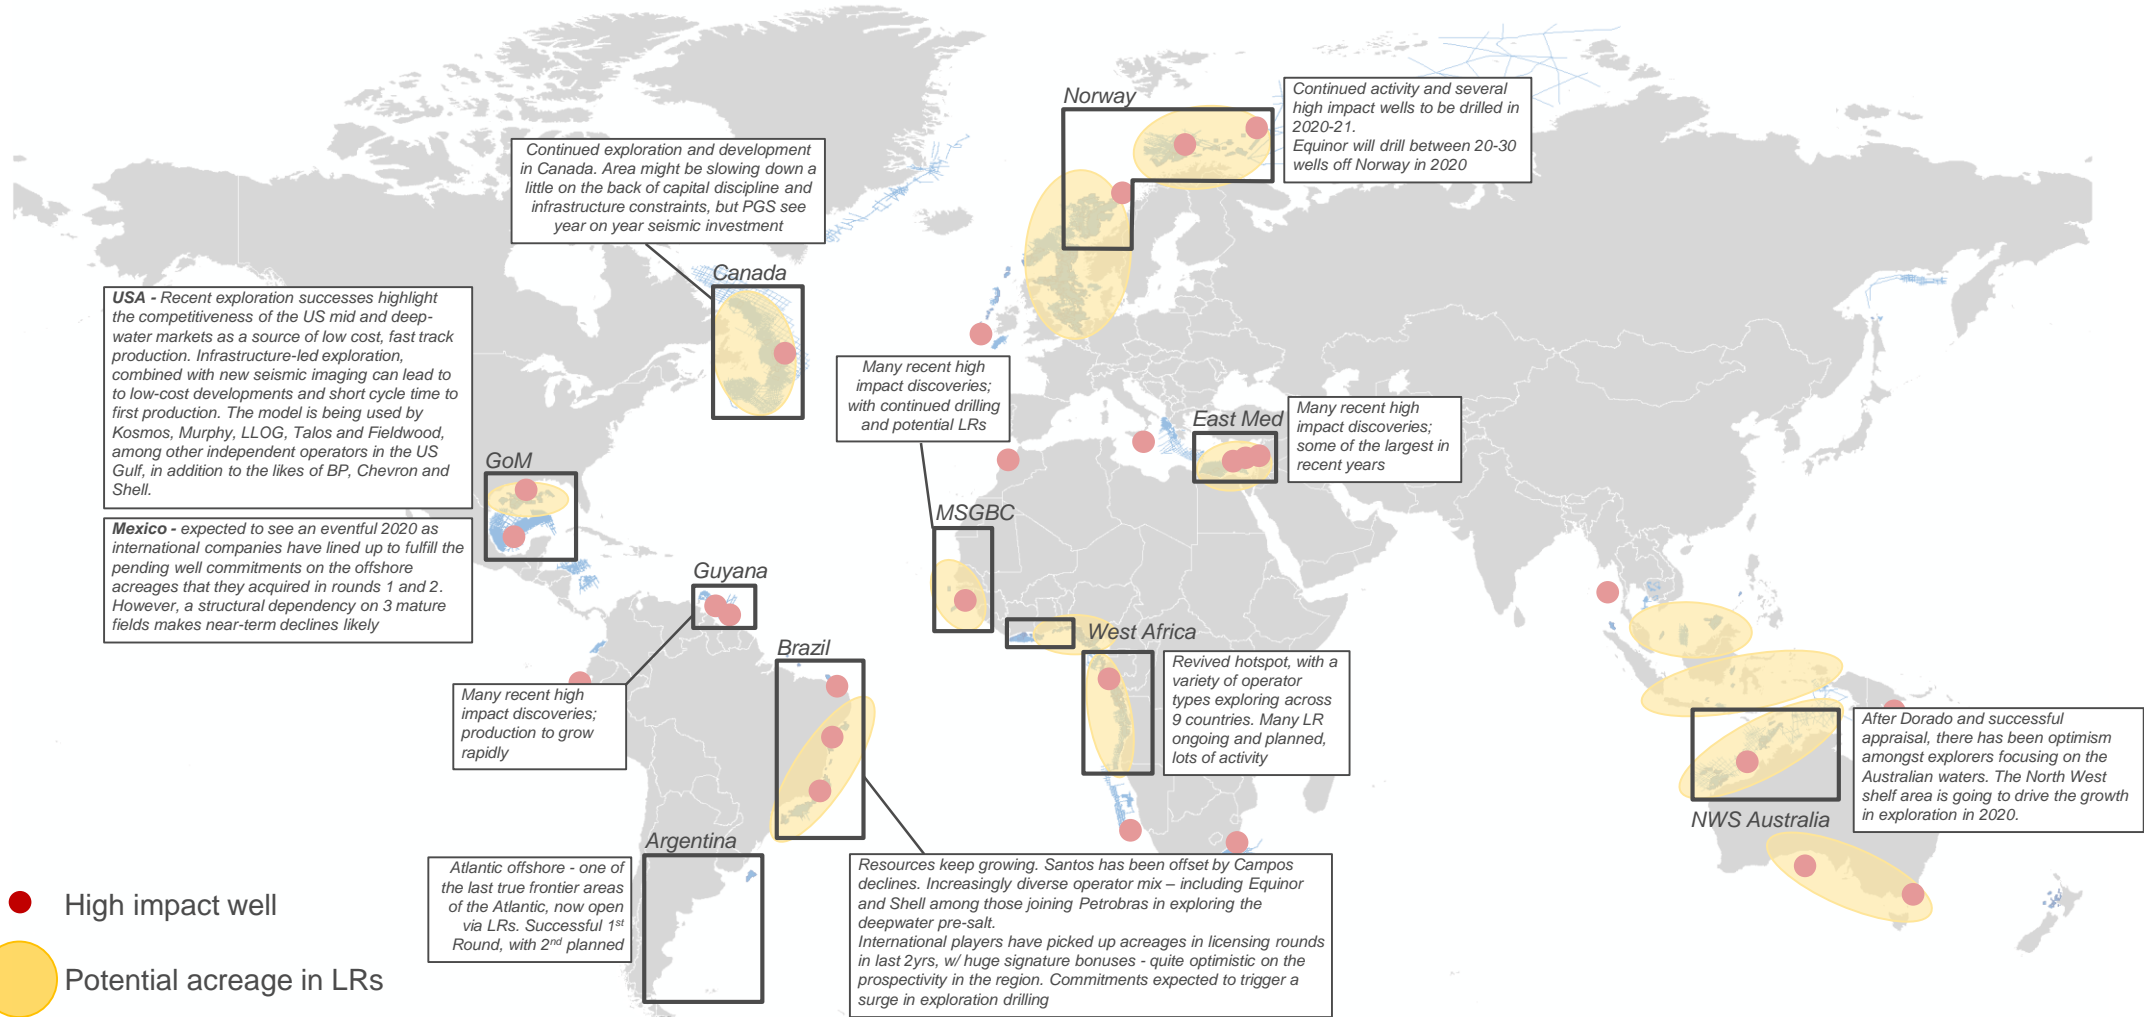 Norway
Continued activity and several
high impact wells to be drilled in
2020-21.
Equinor will drill between 20-30
wells off Norway in 2020
Continued exploration and development
in Canada. Area might be slowing down a
little on the back of capital discipline and
infrastructure constraints, but PGS see
year on year seismic investment
Canada
USA - Recent exploration successes highlight
the competitiveness of the US mid and deep-
water markets as a source of low cost, fast track
production. Infrastructure-led exploration,
combined with new seismic imaging can lead to
to low-cost developments and short cycle time to
first production. The model is being used by
Kosmos, Murphy, LLOG, Talos and Fieldwood,
among other independent operators in the US
Gulf, in addition to the likes of BP, Chevron and
Shell.
GoM
Mexico - expected to see an eventful 2020 as
international companies have lined up to fulfill the
pending well commitments on the offshore
acreages that they acquired in rounds 1 and 2.
However, a structural dependency on 3 mature
fields makes near-term declines likely
Many recent high
impact discoveries;
with continued drilling
and potential LRs
MSGBC
East Med
Many recent high
impact discoveries;
some of the largest in
recent years
Guyana
Many recent high
impact discoveries;
production to grow
rapidly
Brazil
West Africa
Revived hotspot, with a
variety of operator
types exploring across
9 countries. Many LR
ongoing and planned,
lots of activity
After Dorado and successful
appraisal, there has been optimism
amongst explorers focusing on the
Australian waters. The North West
shelf area is going to drive the growth
in exploration in 2020.
NWS Australia
Argentina
Atlantic offshore - one of
the last true frontier areas
of the Atlantic, now open
via LRs. Successful 1st
Round, with 2nd planned
Resources keep growing. Santos has been offset by Campos
declines. Increasingly diverse operator mix – including Equinor
and Shell among those joining Petrobras in exploring the
deepwater pre-salt.
International players have picked up acreages in licensing rounds
in last 2yrs, w/ huge signature bonuses - quite optimistic on the
prospectivity in the region. Commitments expected to trigger a
surge in exploration drilling
High impact well
Potential acreage in LRs